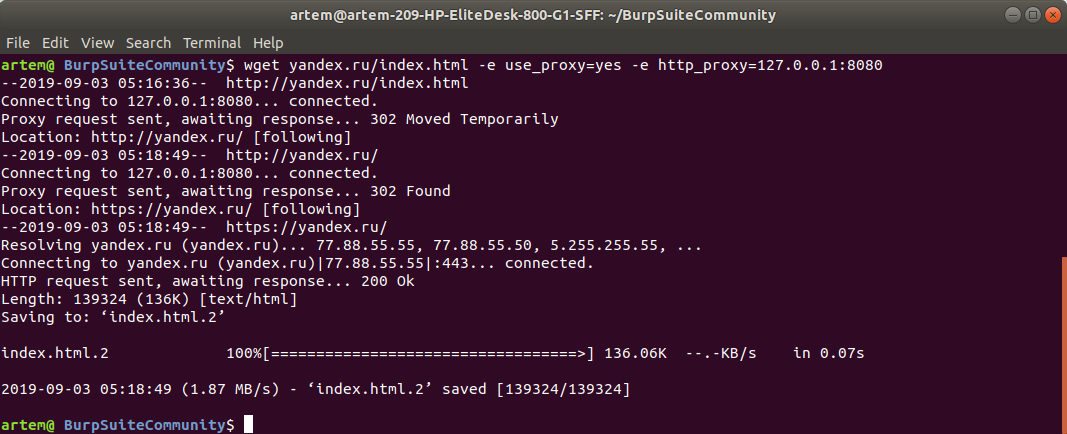 artem@artem-209-HP-EliteDesk-800-G1-SFF: ~/BurpSuiteCommunity
File Edit View Search Terminal Help
artem@ BurpSuiteCommunity$ wget yandex.ru/index.html -e use_proxy=yes -e http_proxy=127.0.0.1:8080
--2019-09-03 05:16:36--  http://yandex.ru/index.html
Connecting to 127.0.0.1:8080... connected.
Proxy request sent, awaiting response... 302 Moved Temporarily
Location: http://yandex.ru/ [following]
--2019-09-03 05:18:49--  http://yandex.ru/
Connecting to 127.0.0.1:8080... connected.
Proxy request sent, awaiting response... 302 Found
Location: https://yandex.ru/ [following]
--2019-09-03 05:18:49--  https://yandex.ru/
Resolving yandex.ru (yandex.ru)... 77.88.55.55, 77.88.55.50, 5.255.255.55, ...
Connecting to yandex.ru (yandex.ru)|77.88.55.55|:443... connected.
HTTP request sent, awaiting response... 200 Ok
Length: 139324 (136K) [text/html]
Saving to: ‘index.html.2’
index.html.2             100%[==================================>] 136.06K  --.-KB/s    in 0.07s
2019-09-03 05:18:49 (1.87 MB/s) - ‘index.html.2’ saved [139324/139324]
artem@ BurpSuiteCommunity$